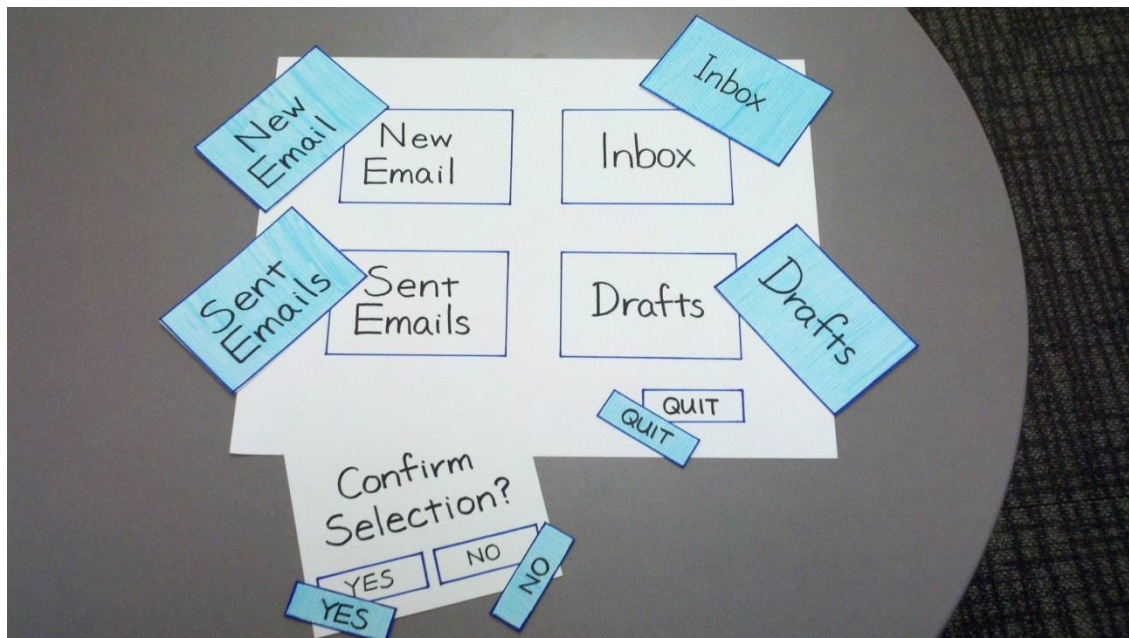 New
Email
New
Email
Inbox
Inbox
Sent
Emails
Sent
Emails
Drafts
Drafts
QUIT
QUIT
Confirm
Selection?
YES
NO
YES
NO